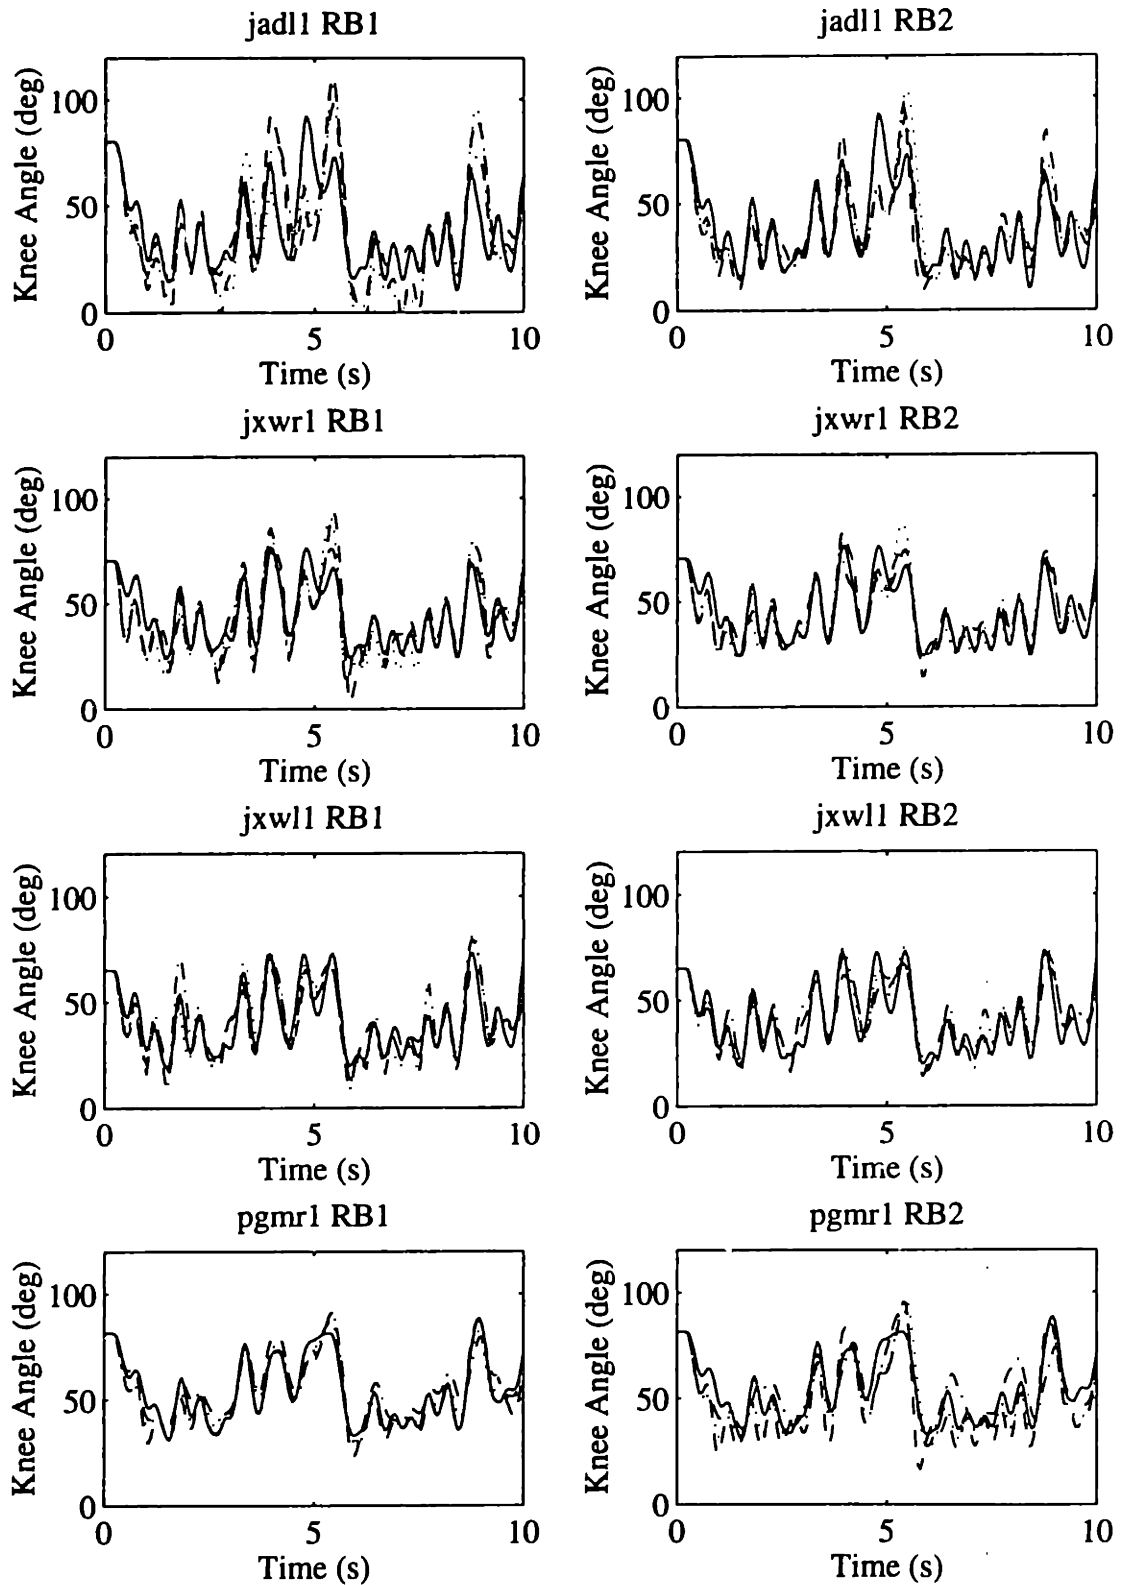 jadl1 RB1
jadl1 RB2
Knee Angle (deg)
100
50
0
0 5 10
Time (s)
Knee Angle (deg)
100
50
0
0 5 10
Time (s)
jxwr1 RB1
jxwr1 RB2
Knee Angle (deg)
100
50
0
0 5 10
Time (s)
Knee Angle (deg)
100
50
0
0 5 10
Time (s)
jxwl1 RB1
jxwl1 RB2
Knee Angle (deg)
100
50
0
0 5 10
Time (s)
Knee Angle (deg)
100
50
0
0 5 10
Time (s)
pgmr1 RB1
pgmr1 RB2
Knee Angle (deg)
100
50
0
0 5 10
Time (s)
Knee Angle (deg)
100
50
0
0 5 10
Time (s)